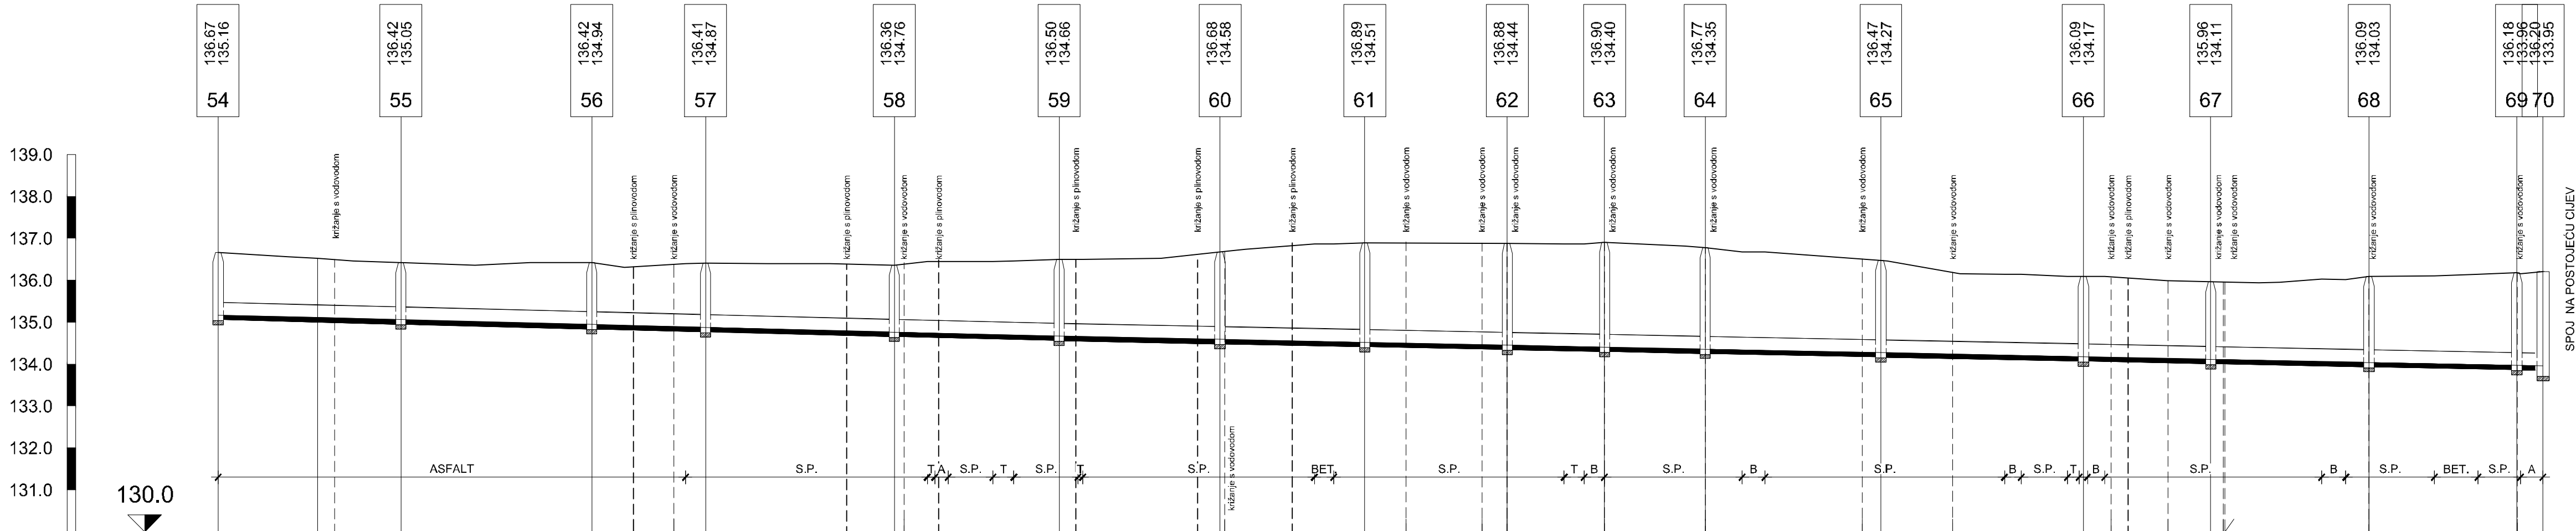 136.67
135.16
54
136.42
135.05
55
136.42
134.94
56
136.41
134.87
57
136.36
134.76
58
136.50
134.66
59
136.68
134.58
60
136.89
134.51
61
136.88
134.44
62
136.90
134.40
63
136.77
134.35
64
136.47
134.27
65
136.09
134.17
66
135.96
134.11
67
136.09
134.03
68
136.18
133.96
69
136.20
133.95
70
139.0
138.0
137.0
136.0
135.0
134.0
133.0
132.0
131.0
130.0
križanje s vodovodom
križanje s plinovodom
križanje s vodovodom
križanje s plinovodom
križanje s vodovodom
križanje s plinovodom
križanje s plinovodom
križanje s plinovodom
križanje s vodovodom
križanje s plinovodom
križanje s vodovodom
križanje s vodovodom
križanje s vodovodom
križanje s vodovodom
križanje s vodovodom
križanje s vodovodom
križanje s vodovodom
križanje s vodovodom
križanje s plinovodom
križanje s vodovodom
križanje s vodovodom
križanje s vodovodom
križanje s vodovodom
križanje s vodovodom
SPOJ NA POSTOJEĆU CIJEV
ASFALT
S.P.
T
A
S.P.
T
S.P.
T
S.P.
BET.
S.P.
T
B
S.P.
B
S.P.
B
S.P.
T
B
S.P.
B
S.P.
BET.
S.P.
A